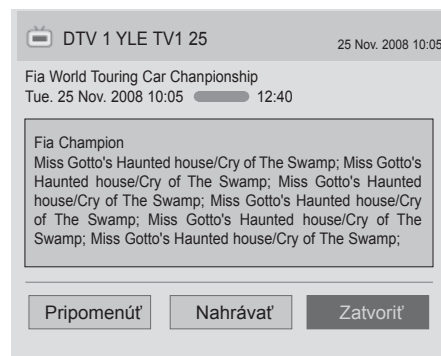 DTV 1 YLE TV1 25
25 Nov. 2008 10:05
Fia World Touring Car Chanpionship
Tue. 25 Nov. 2008 10:05 12:40
Fia Champion
Miss Gotto's Haunted house/Cry of The Swamp; Miss Gotto's
Haunted house/Cry of The Swamp; Miss Gotto's Haunted
house/Cry of The Swamp; Miss Gotto's Haunted house/Cry
of The Swamp; Miss Gotto's Haunted house/Cry of The
Swamp; Miss Gotto's Haunted house/Cry of The Swamp;
Pripomenúť
Nahrávať
Zatvoriť